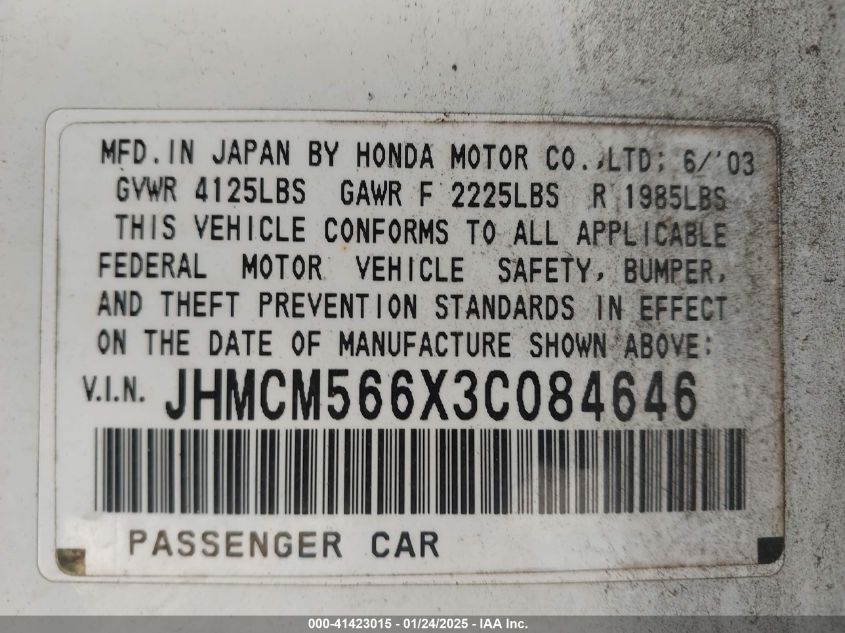 MFD. IN JAPAN BY HONDA MOTOR CO., LTD; 6/'03
GVWR 4125LBS GAWR F 2225LBS R 1985LBS
THIS VEHICLE CONFORMS TO ALL APPLICABLE
FEDERAL MOTOR VEHICLE SAFETY, BUMPER,
AND THEFT PREVENTION STANDARDS IN EFFECT
ON THE DATE OF MANUFACTURE SHOWN ABOVE:
V.I.N. JHMCM566X3C084646
PASSENGER CAR
000-41423015 - 01/24/2025 - IAA Inc.